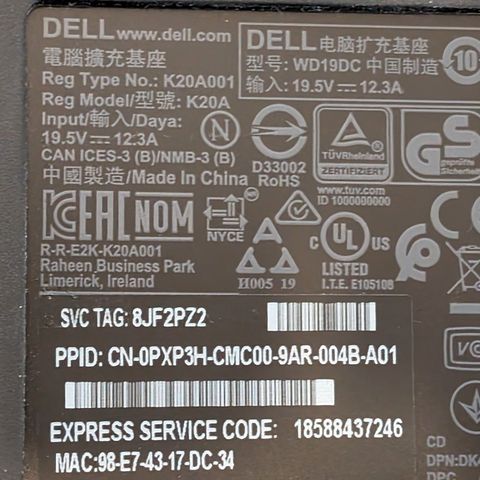 DELL www.dell.com
電腦擴充基座
Reg Type No.: K20A001
Reg Model/型號: K20A
Input/輸入/Daya:
19.5V ⎓ 12.3A
CAN ICES-3 (B)/NMB-3 (B)
中國製造/Made In China
DELL 电脑扩充基座
型号: WD19DC 中国制造
输入: 19.5V ⎓ 12.3A
10
N
D33002
RoHS
TÜVRheinland
ZERTIFIZIERT
www.tuv.com
ID 1000000000
GS
geprüfte
Sicherheit
EAC NOM
NYCE
R-R-E2K-K20A001
Raheen Business Park
Limerick, Ireland
H005 19
UL
LISTED
I.T.E. E105108
SVC TAG: 8JF2PZ2
PPID: CN-0PXP3H-CMC00-9AR-004B-A01
EXPRESS SERVICE CODE: 18588437246
MAC:98-E7-43-17-DC-34
CD